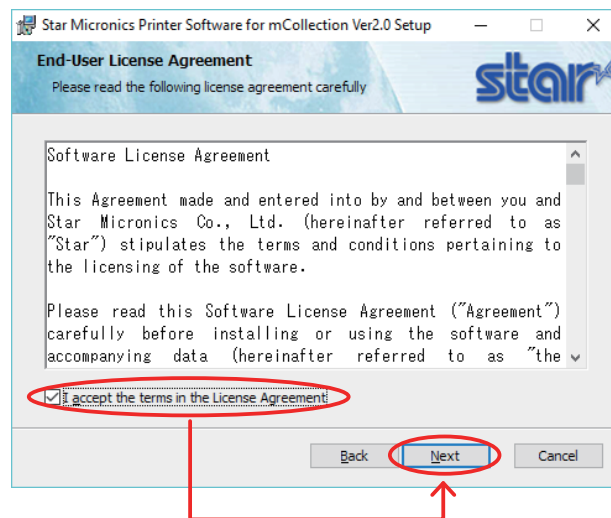 Star Micronics Printer Software for mCollection Ver2.0 Setup
End-User License Agreement
Please read the following license agreement carefully
star
Software License Agreement
This Agreement made and entered into by and between you and
Star Micronics Co., Ltd. (hereinafter referred to as
"Star") stipulates the terms and conditions pertaining to
the licensing of the software.
Please read this Software License Agreement ("Agreement")
carefully before installing or using the software and
accompanying data (hereinafter referred to as "the
I accept the terms in the License Agreement
Back Next Cancel